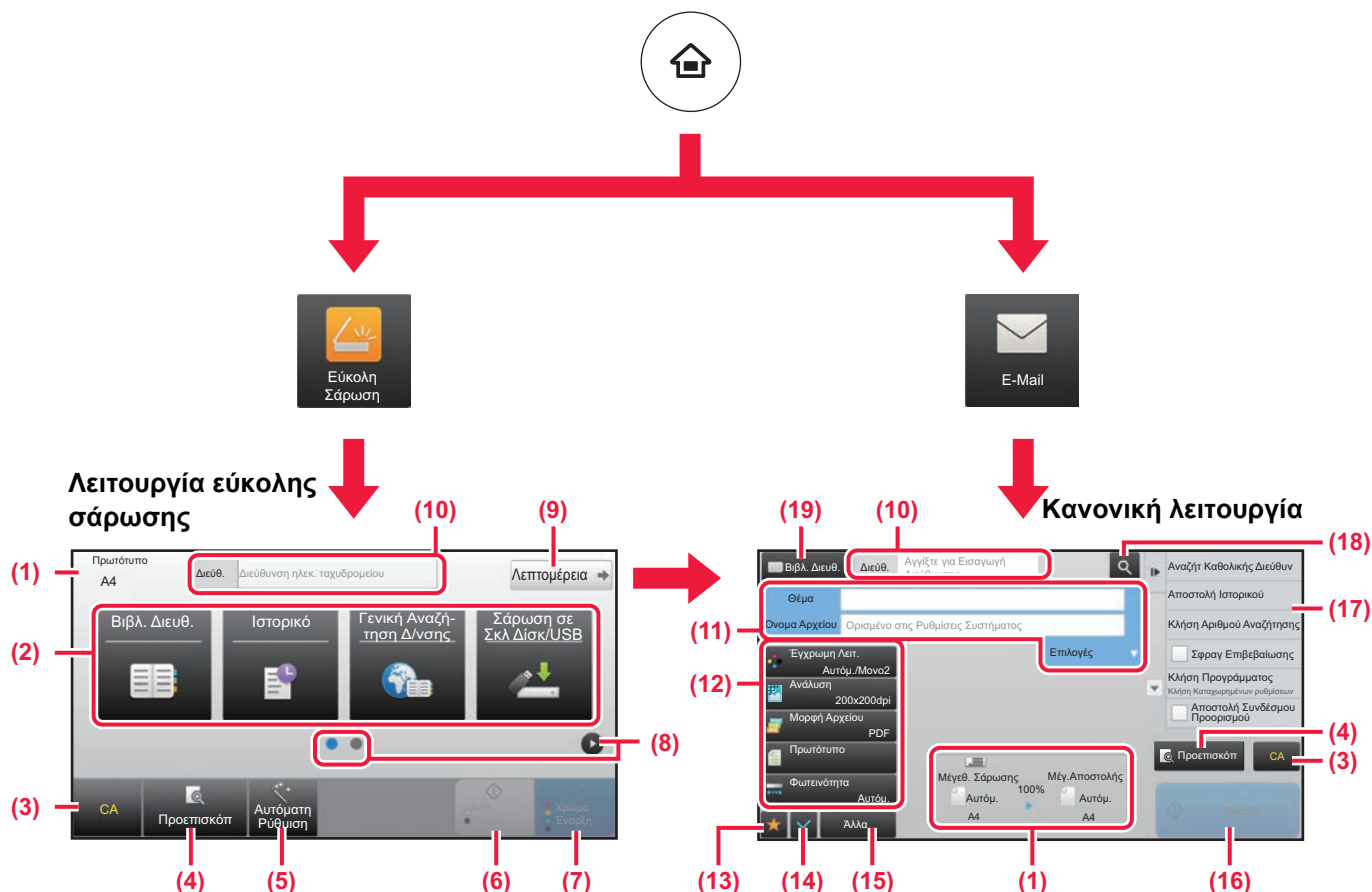 Εύκολη
Σάρωση
E-Mail
Λειτουργία εύκολης
σάρωσης
Κανονική λειτουργία
(10)
(9)
(1)
Πρωτότυπο
A4
Διεύθ.
Διεύθυνση ηλεκ. ταχυδρομείου
Λεπτομέρεια
(2)
Βιβλ. Διευθ.
Ιστορικό
Γενική Αναζή-
τηση Δ/νσης
Σάρωση σε
Σκλ Δίσκ/USB
(8)
(3)
CA
Προεπισκόπ
Αυτόματη
Ρύθμιση
Χρώμα
Έναρξη
(4)
(5)
(6)
(7)
(19)
(10)
(18)
Βιβλ. Διευθ.
Διεύθ.
Αγγίξτε για Εισαγωγή
Αναζήτ Καθολικής Διεύθυν
Αποστολή Ιστορικού
(17)
Θέμα
(11)
Όνομα Αρχείου
Ορισμένο στις Ρυθμίσεις Συστήματος
Κλήση Αριθμού Αναζήτησης
Επιλογές
Σφραγ Επιβεβαίωσης
(12)
Έγχρωμη Λειτ.
Αυτόμ./Μονο2
Ανάλυση
200x200dpi
Μορφή Αρχείου
PDF
Πρωτότυπο
Φωτεινότητα
Αυτόμ.
Κλήση Προγράμματος
Κλήση Καταχωρημένων ρυθμίσεων
Αποστολή Συνδέσμου
Προορισμού
(4)
Προεπισκόπ
CA
(3)
Μέγεθ. Σάρωσης
100%
Μέγ.Αποστολής
Αυτόμ.
Αυτόμ.
A4
A4
Άλλα
Έναρξη
(13)
(14)
(15)
(1)
(16)